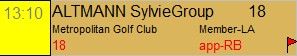 13:10 ALTMANN SylvieGroup 18
Metropolitan Golf Club Member-LA
18 app-RB